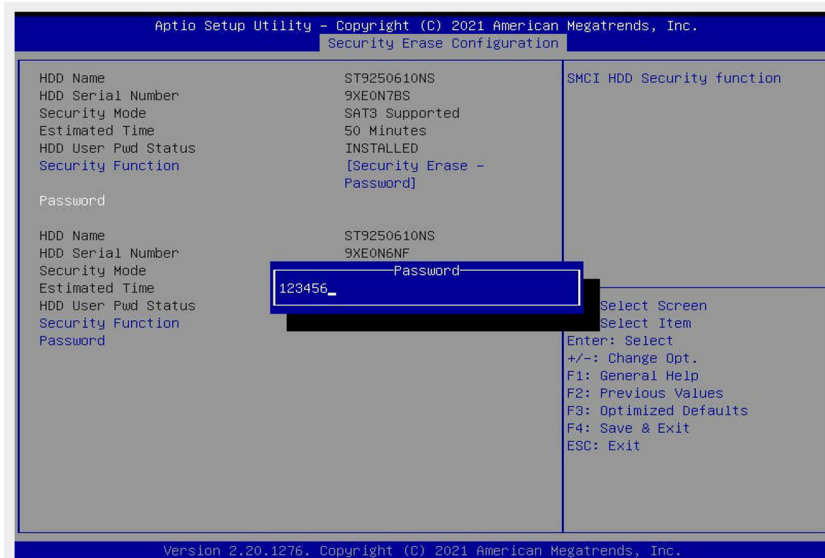 Aptio Setup Utility – Copyright (C) 2021 American Megatrends, Inc.
Security Erase Configuration
HDD Name ST9250610NS
HDD Serial Number 9XE0N7BS
Security Mode SAT3 Supported
Estimated Time 50 Minutes
HDD User Pwd Status INSTALLED
Security Function [Security Erase –
Password]
Password
HDD Name ST9250610NS
HDD Serial Number 9XE0N6NF
Security Mode
Estimated Time
HDD User Pwd Status
Security Function
Password
Password
123456_
SMCI HDD Security function
Select Screen
Select Item
Enter: Select
+/-: Change Opt.
F1: General Help
F2: Previous Values
F3: Optimized Defaults
F4: Save & Exit
ESC: Exit
Version 2.20.1276. Copyright (C) 2021 American Megatrends, Inc.